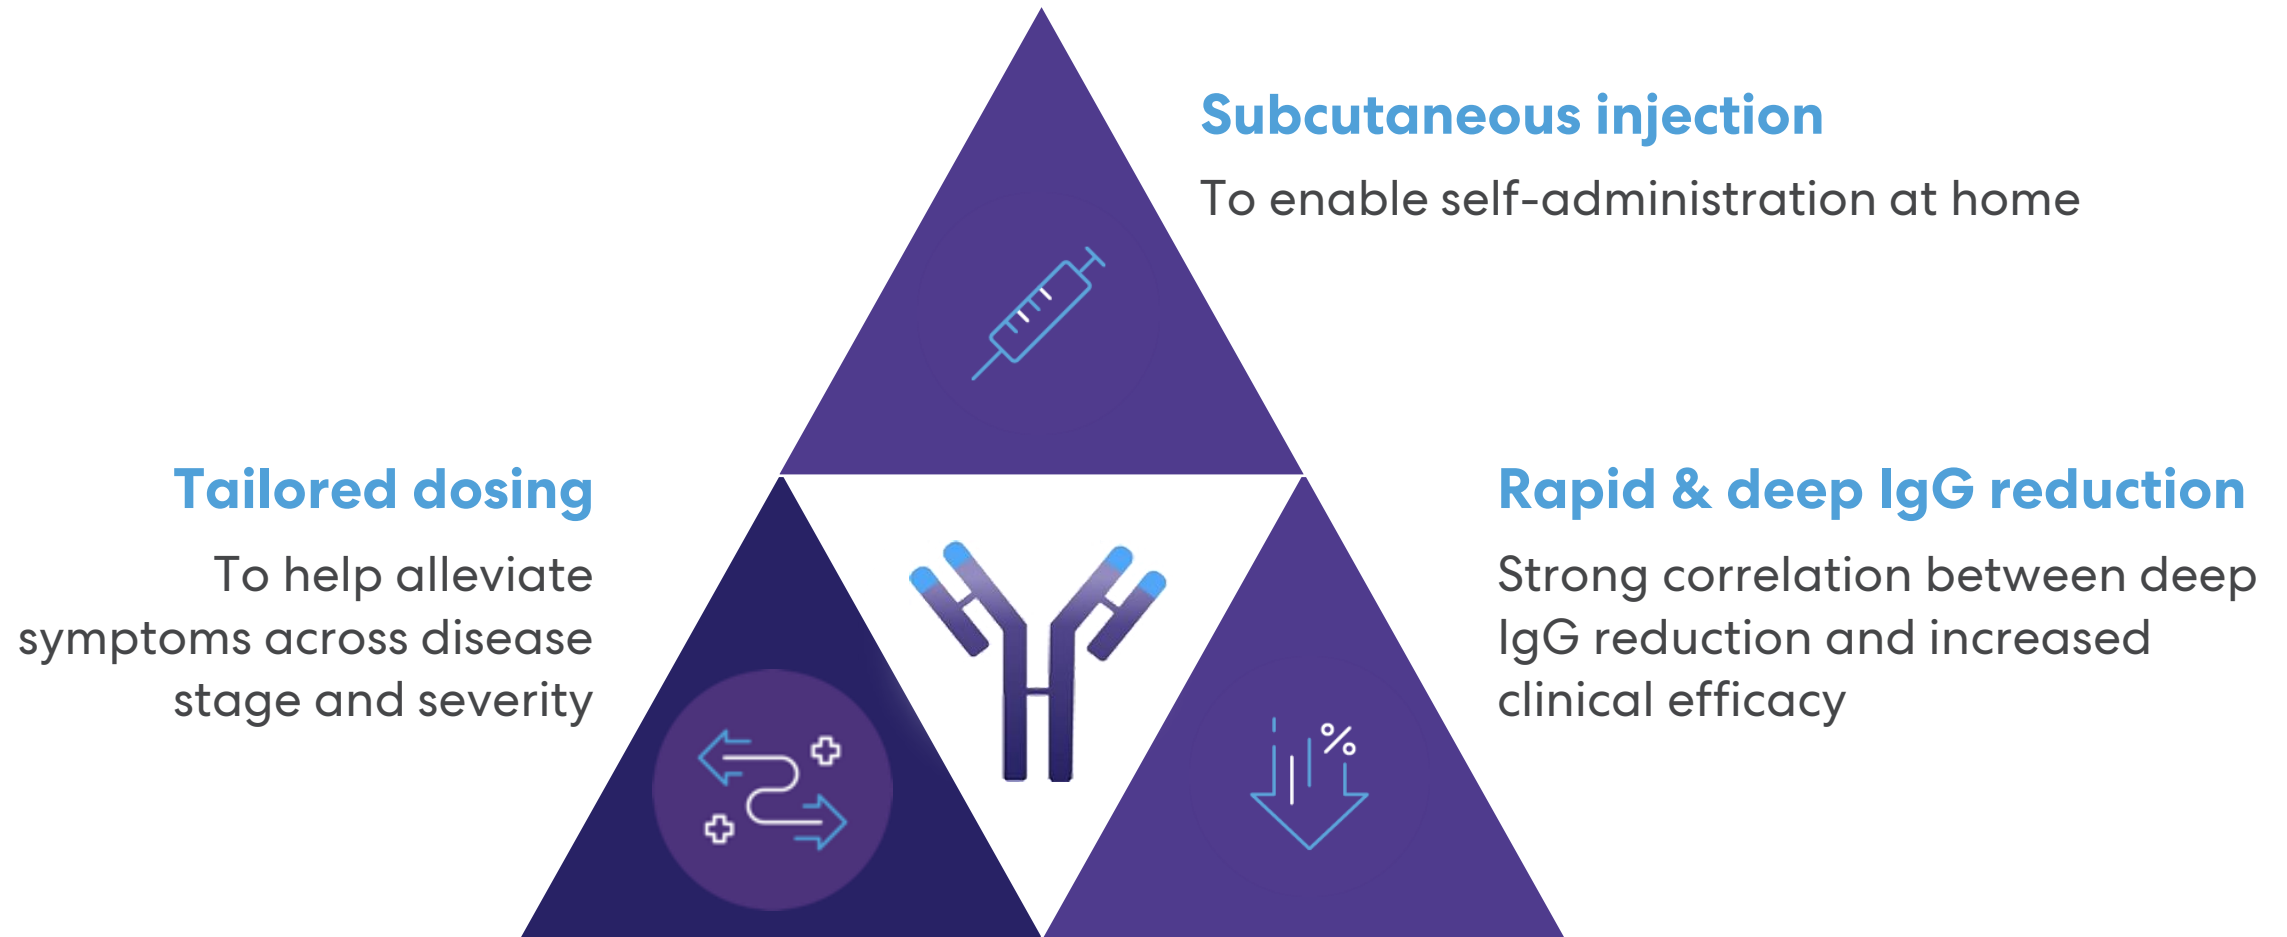 Subcutaneous injection
To enable self-administration at home
Tailored dosing
To help alleviate
symptoms across disease
stage and severity
Rapid & deep IgG reduction
Strong correlation between deep
IgG reduction and increased
clinical efficacy
%